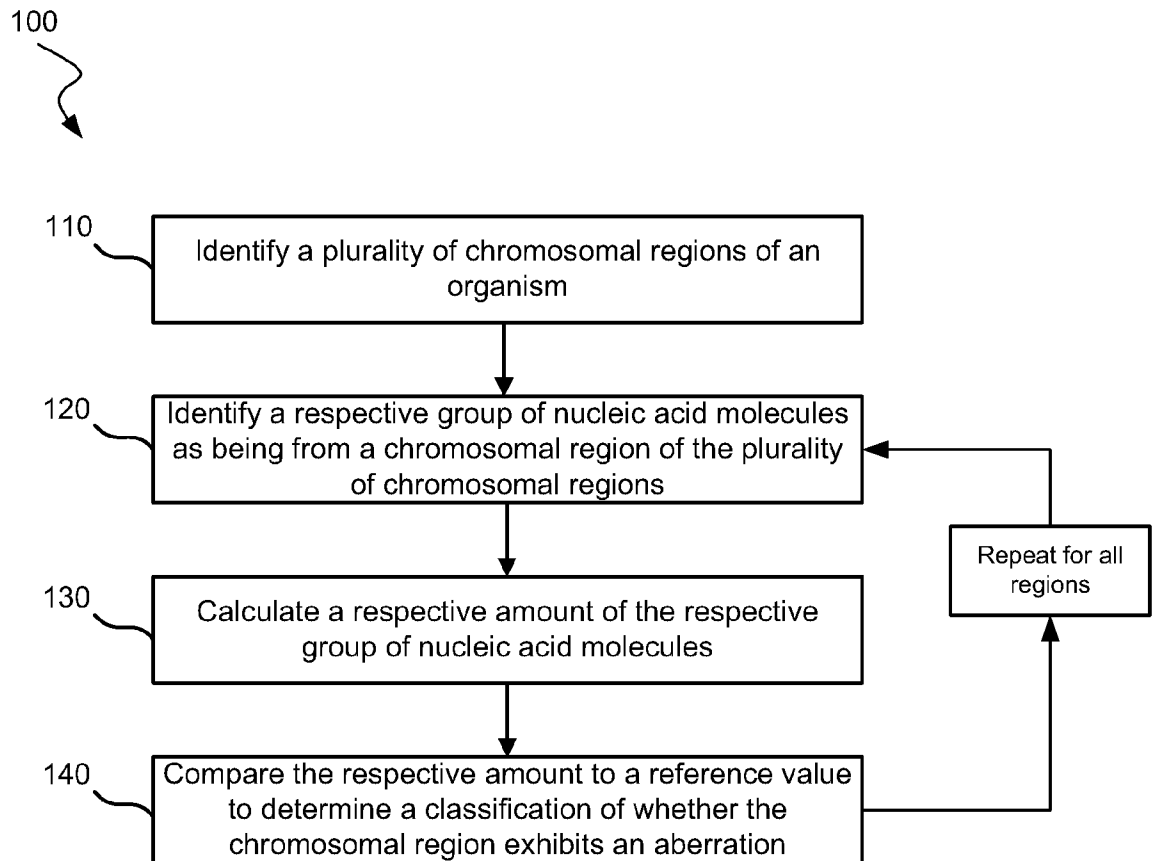 100
110
Identify a plurality of chromosomal regions of an
organism
120
Identify a respective group of nucleic acid molecules
as being from a chromosomal region of the plurality
of chromosomal regions
Repeat for all
regions
130
Calculate a respective amount of the respective
group of nucleic acid molecules
140
Compare the respective amount to a reference value
to determine a classification of whether the
chromosomal region exhibits an aberration